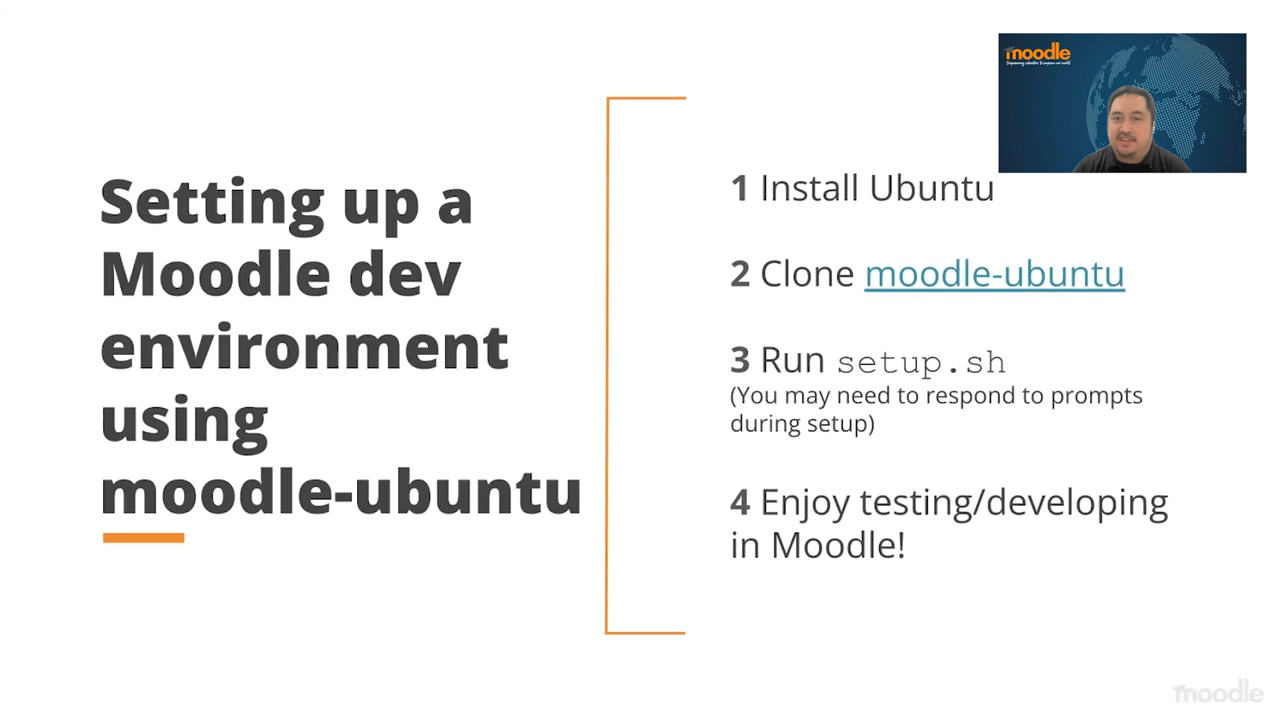 Setting up a
Moodle dev
environment
using
moodle-ubuntu
moodle
1 Install Ubuntu
2 Clone moodle-ubuntu
3 Run setup.sh
(You may need to respond to prompts
during setup)
4 Enjoy testing/developing
in Moodle!
moodle